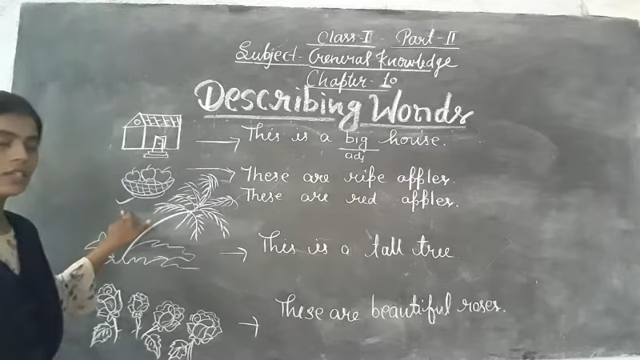 Class-I - Part-II
Subject- General Knowledge
Chapter-10
Describing Words
This is a big house.
adj
These are ripe apples.
These are red apples.
This is a tall tree
These are beautiful roses.